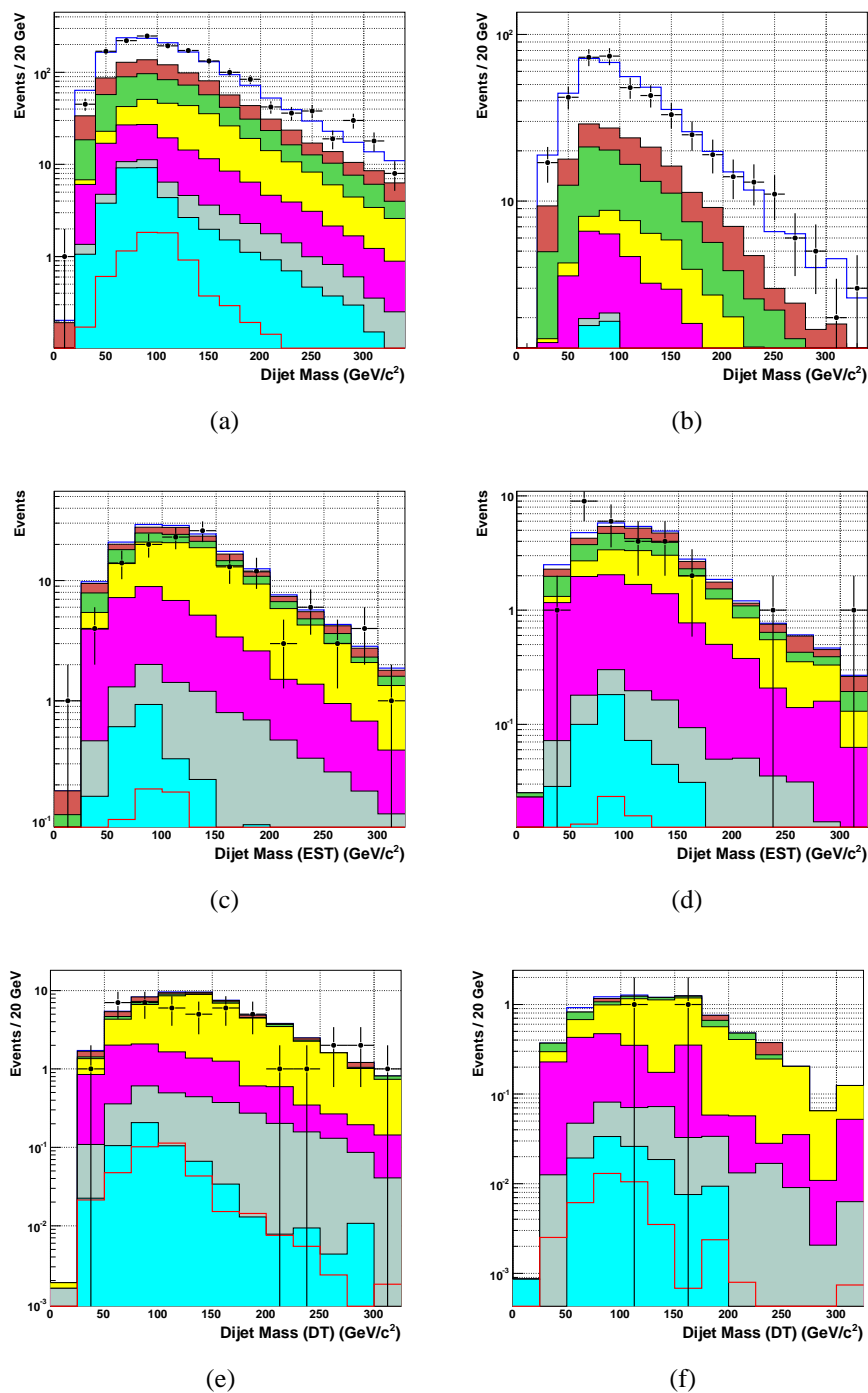 Events / 20 GeV
10²
10
1
0 50 100 150 200 250 300
Dijet Mass (GeV/c²)
(a)
Events / 20 GeV
10²
10
0 50 100 150 200 250 300
Dijet Mass (GeV/c²)
(b)
Events
10
1
10⁻¹
0 50 100 150 200 250 300
Dijet Mass (EST) (GeV/c²)
(c)
Events
10
1
10⁻¹
0 50 100 150 200 250 300
Dijet Mass (EST) (GeV/c²)
(d)
Events / 20 GeV
10
1
10⁻¹
10⁻²
10⁻³
0 50 100 150 200 250 300
Dijet Mass (DT) (GeV/c²)
(e)
Events / 20 GeV
1
10⁻¹
10⁻²
10⁻³
0 50 100 150 200 250 300
Dijet Mass (DT) (GeV/c²)
(f)